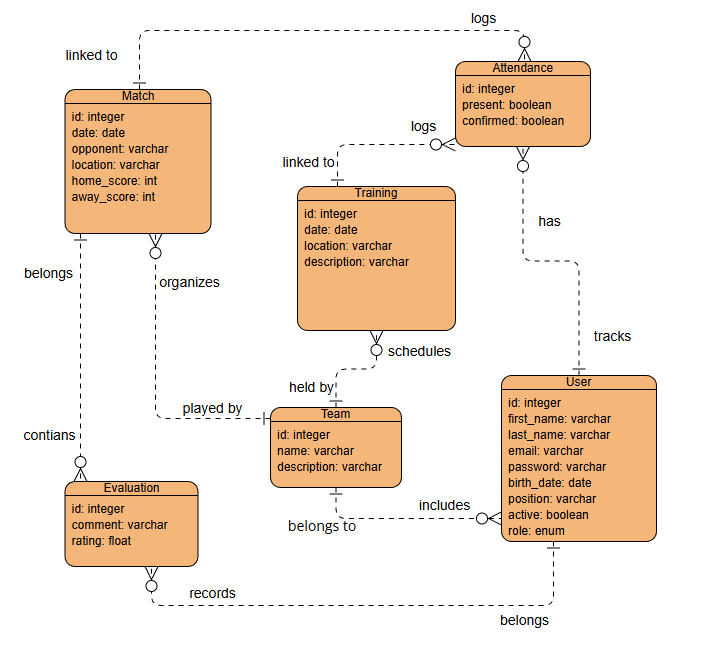 logs
linked to
Attendance
id: integer
present: boolean
confirmed: boolean
Match
id: integer
date: date
opponent: varchar
location: varchar
home_score: int
away_score: int
logs
linked to
Training
id: integer
date: date
location: varchar
description: varchar
has
belongs
organizes
tracks
schedules
held by
played by
Team
id: integer
name: varchar
description: varchar
User
id: integer
first_name: varchar
last_name: varchar
email: varchar
password: varchar
birth_date: date
position: varchar
active: boolean
role: enum
contians
Evaluation
id: integer
comment: varchar
rating: float
includes
belongs to
records
belongs